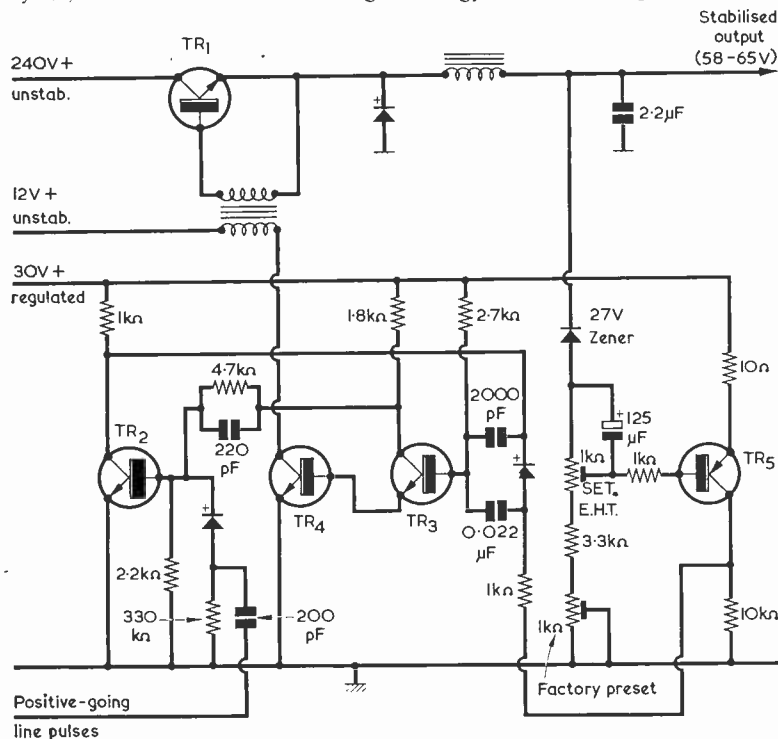 Stabilised
output
(58-65V)
TR1
240V+
unstab.
2.2μF
12V+
unstab.
30V+
regulated
1kΩ
1.8kΩ
2.7kΩ
27V
Zener
10Ω
4.7kΩ
2000
pF
125
μF
220
pF
TR2
1kΩ
1kΩ
TR5
SET.
E.H.T.
TR4
TR3
0.022
μF
2.2kΩ
3.3kΩ
1kΩ
330
kΩ
200
pF
10kΩ
1kΩ
Factory preset
Positive-going
line pulses